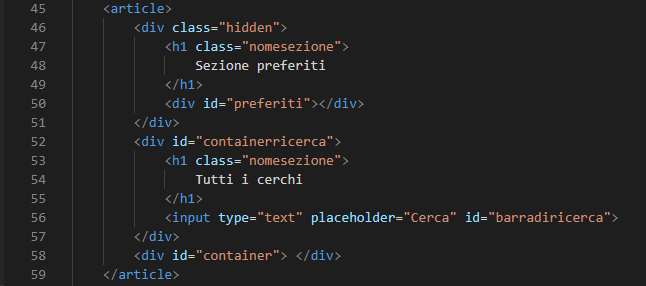 45 <article>
46 <div class="hidden">
47 <h1 class="nomesezione">
48 Sezione preferiti
49 </h1>
50 <div id="preferiti"></div>
51 </div>
52 <div id="containerricerca">
53 <h1 class="nomesezione">
54 Tutti i cerchi
55 </h1>
56 <input type="text" placeholder="Cerca" id="barradiricerca">
57 </div>
58 <div id="container"> </div>
59 </article>